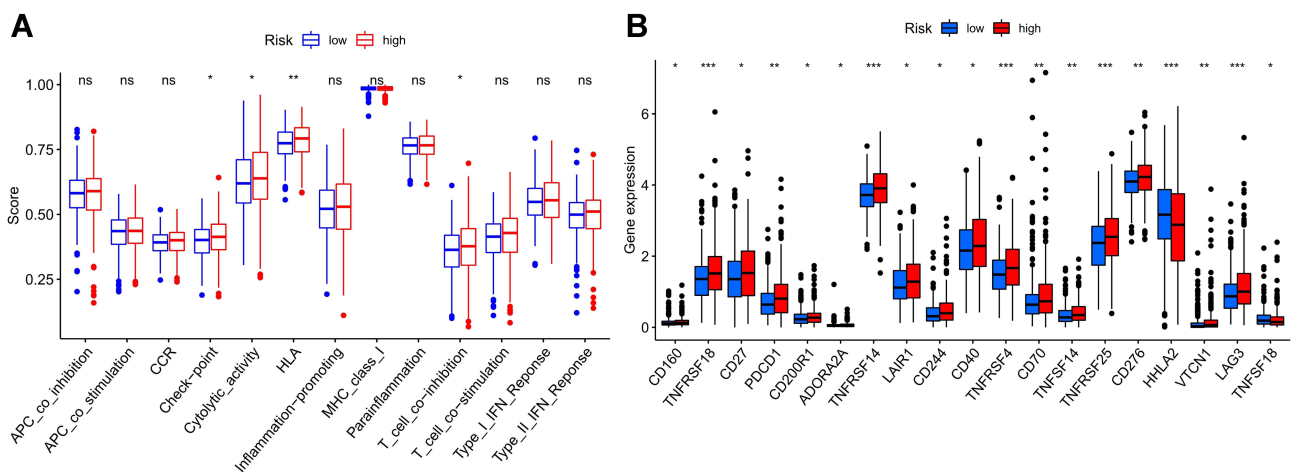 A
Risk low high
ns ns ns * * ** ns ns ns * ns ns ns
Score
1.00
0.75
0.50
0.25
APC_co_inhibition
APC_co_stimulation
CCR
Check-point
Cytolytic_activity
HLA
Inflammation-promoting
MHC_class_I
Parainflammation
T_cell_co-inhibition
T_cell_co-stimulation
Type_I_IFN_Reponse
Type_II_IFN_Reponse
B
Risk low high
* *** * ** * * *** * * * *** ** ** *** ** *** ** *** *
Gene expression
6
4
2
0
CD160
TNFRSF18
CD27
PDCD1
CD200R1
ADORA2A
TNFRSF14
LAIR1
CD244
CD40
TNFRSF4
CD70
TNFSF14
TNFRSF25
CD276
HHLA2
VTCN1
LAG3
TNFSF18